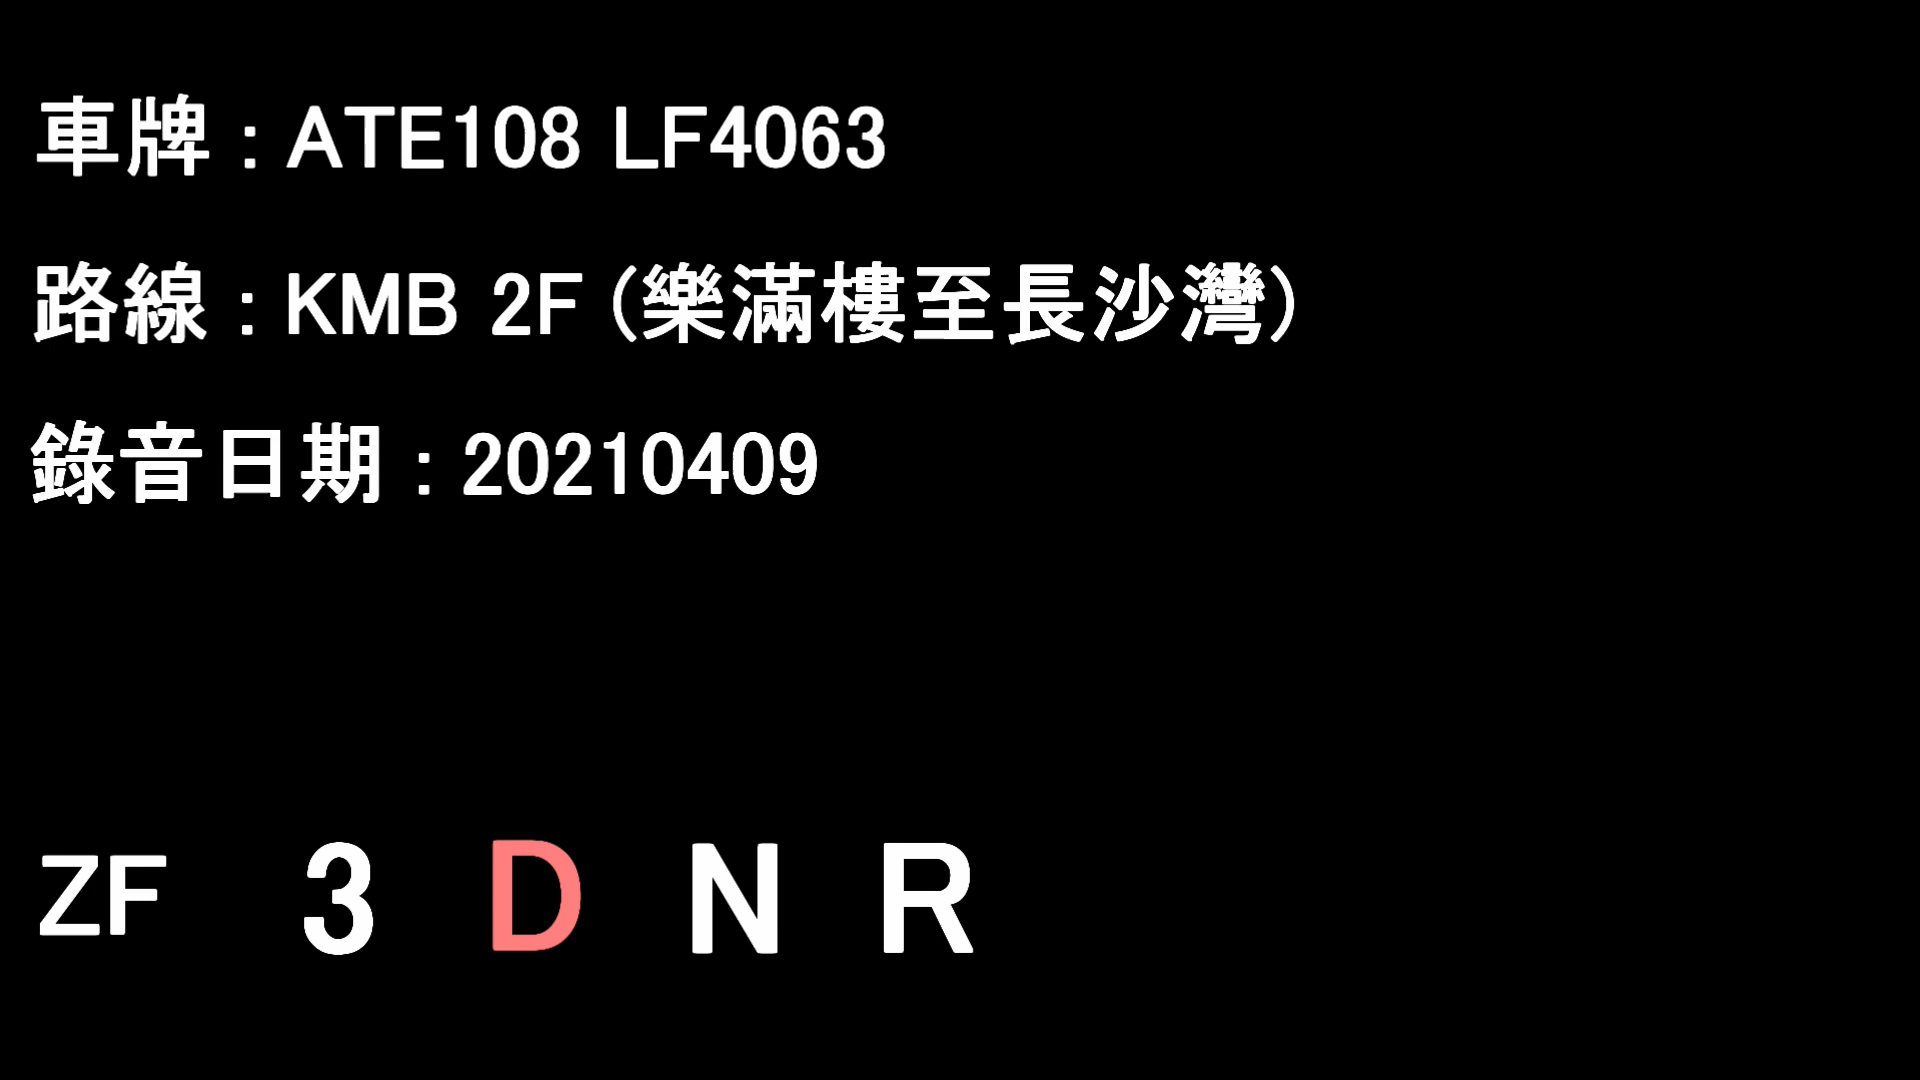 車牌 : ATE108 LF4063
路線 : KMB 2F (樂滿樓至長沙灣)
錄音日期 : 20210409
ZF 3 D N R